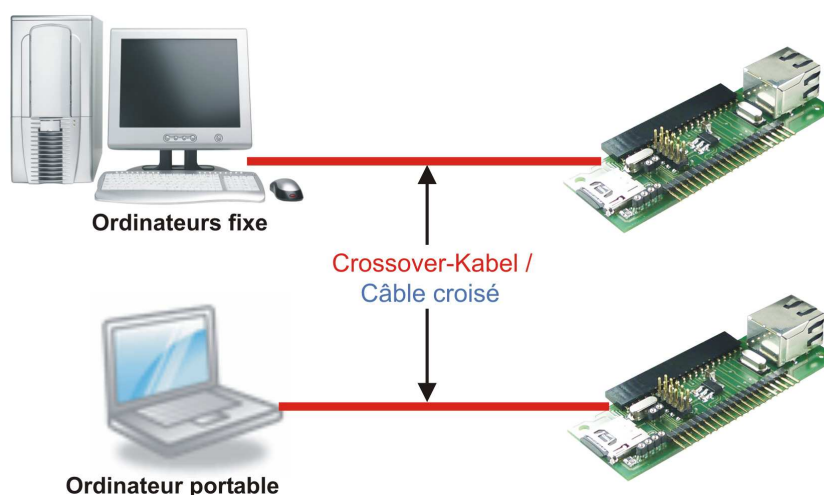 Ordinateurs fixe
Crossover-Kabel /
Câble croisé
Ordinateur portable